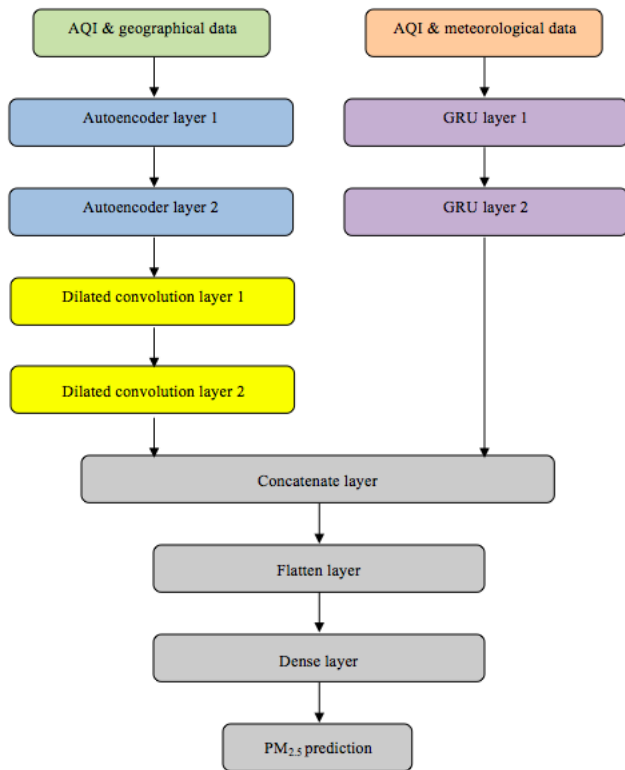 AQI & geographical data
AQI & meteorological data
Autoencoder layer 1
GRU layer 1
Autoencoder layer 2
GRU layer 2
Dilated convolution layer 1
Dilated convolution layer 2
Concatenate layer
Flatten layer
Dense layer
PM2.5 prediction